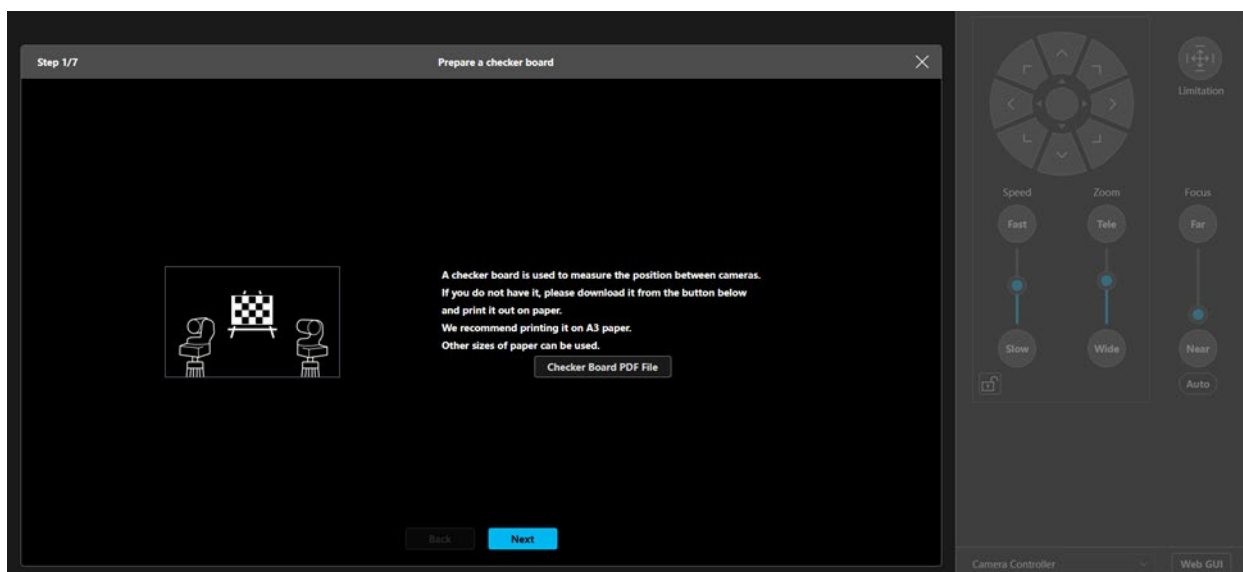 Step 1/7
Prepare a checker board
A checker board is used to measure the position between cameras.
If you do not have it, please download it from the button below
and print it out on paper.
We recommend printing it on A3 paper.
Other sizes of paper can be used.
Checker Board PDF File
Back
Next
Limitation
Speed
Zoom
Focus
Fast
Tele
Far
Slow
Wide
Near
Auto
Camera Controller
Web GUI